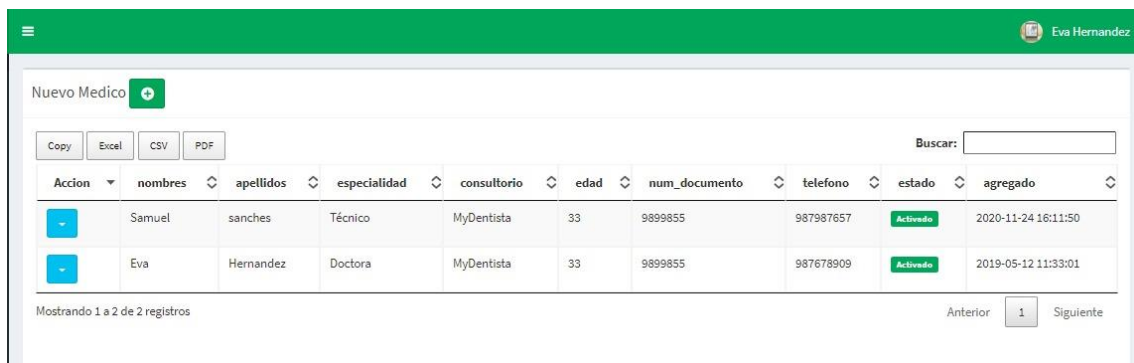 Eva Hernandez
Nuevo Medico
Copy Excel CSV PDF Buscar:
Accion nombres apellidos especialidad consultorio edad num_documento telefono estado agregado
Samuel sanches Técnico MyDentista 33 9899855 987987657 Activado 2020-11-24 16:11:50
Eva Hernandez Doctora MyDentista 33 9899855 987678909 Activado 2019-05-12 11:33:01
Mostrando 1 a 2 de 2 registros Anterior 1 Siguiente